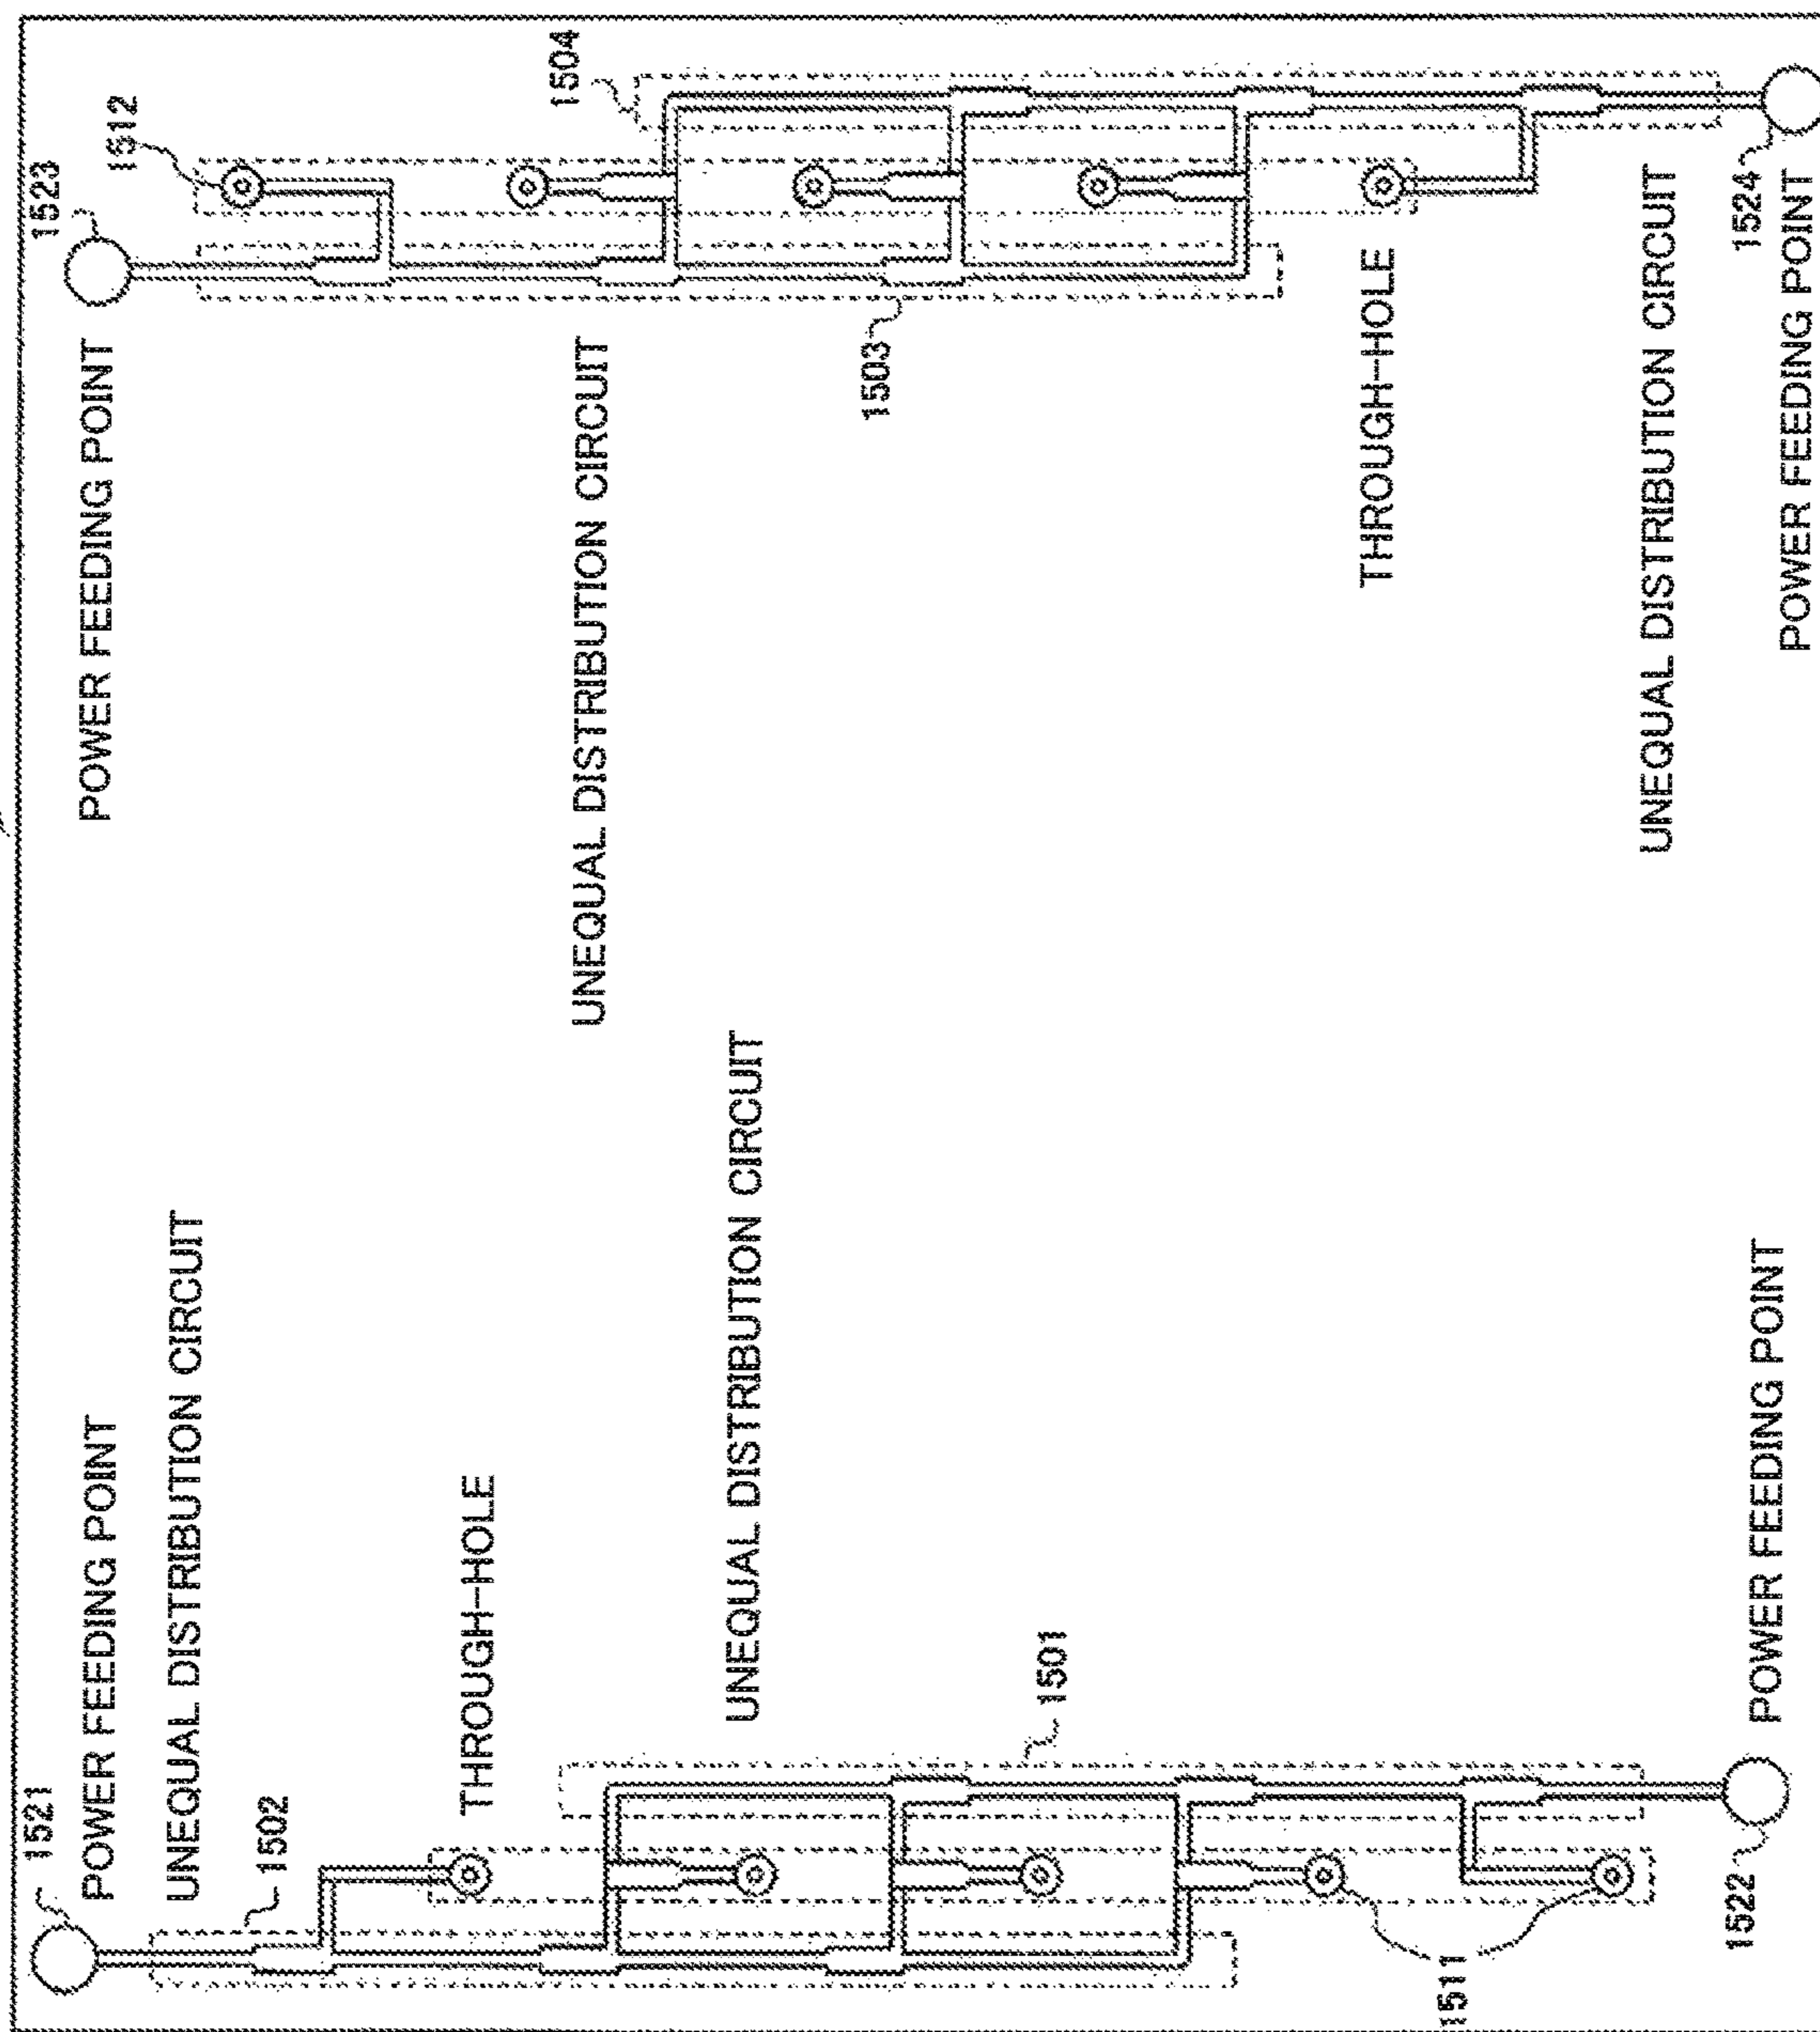 1521
1523
POWER FEEDING POINT
POWER FEEDING POINT
1512
UNEQUAL DISTRIBUTION CIRCUIT
1502
THROUGH-HOLE
1504
UNEQUAL DISTRIBUTION CIRCUIT
UNEQUAL DISTRIBUTION CIRCUIT
1503
1501
THROUGH-HOLE
1511
UNEQUAL DISTRIBUTION CIRCUIT
1522
1524
POWER FEEDING POINT
POWER FEEDING POINT